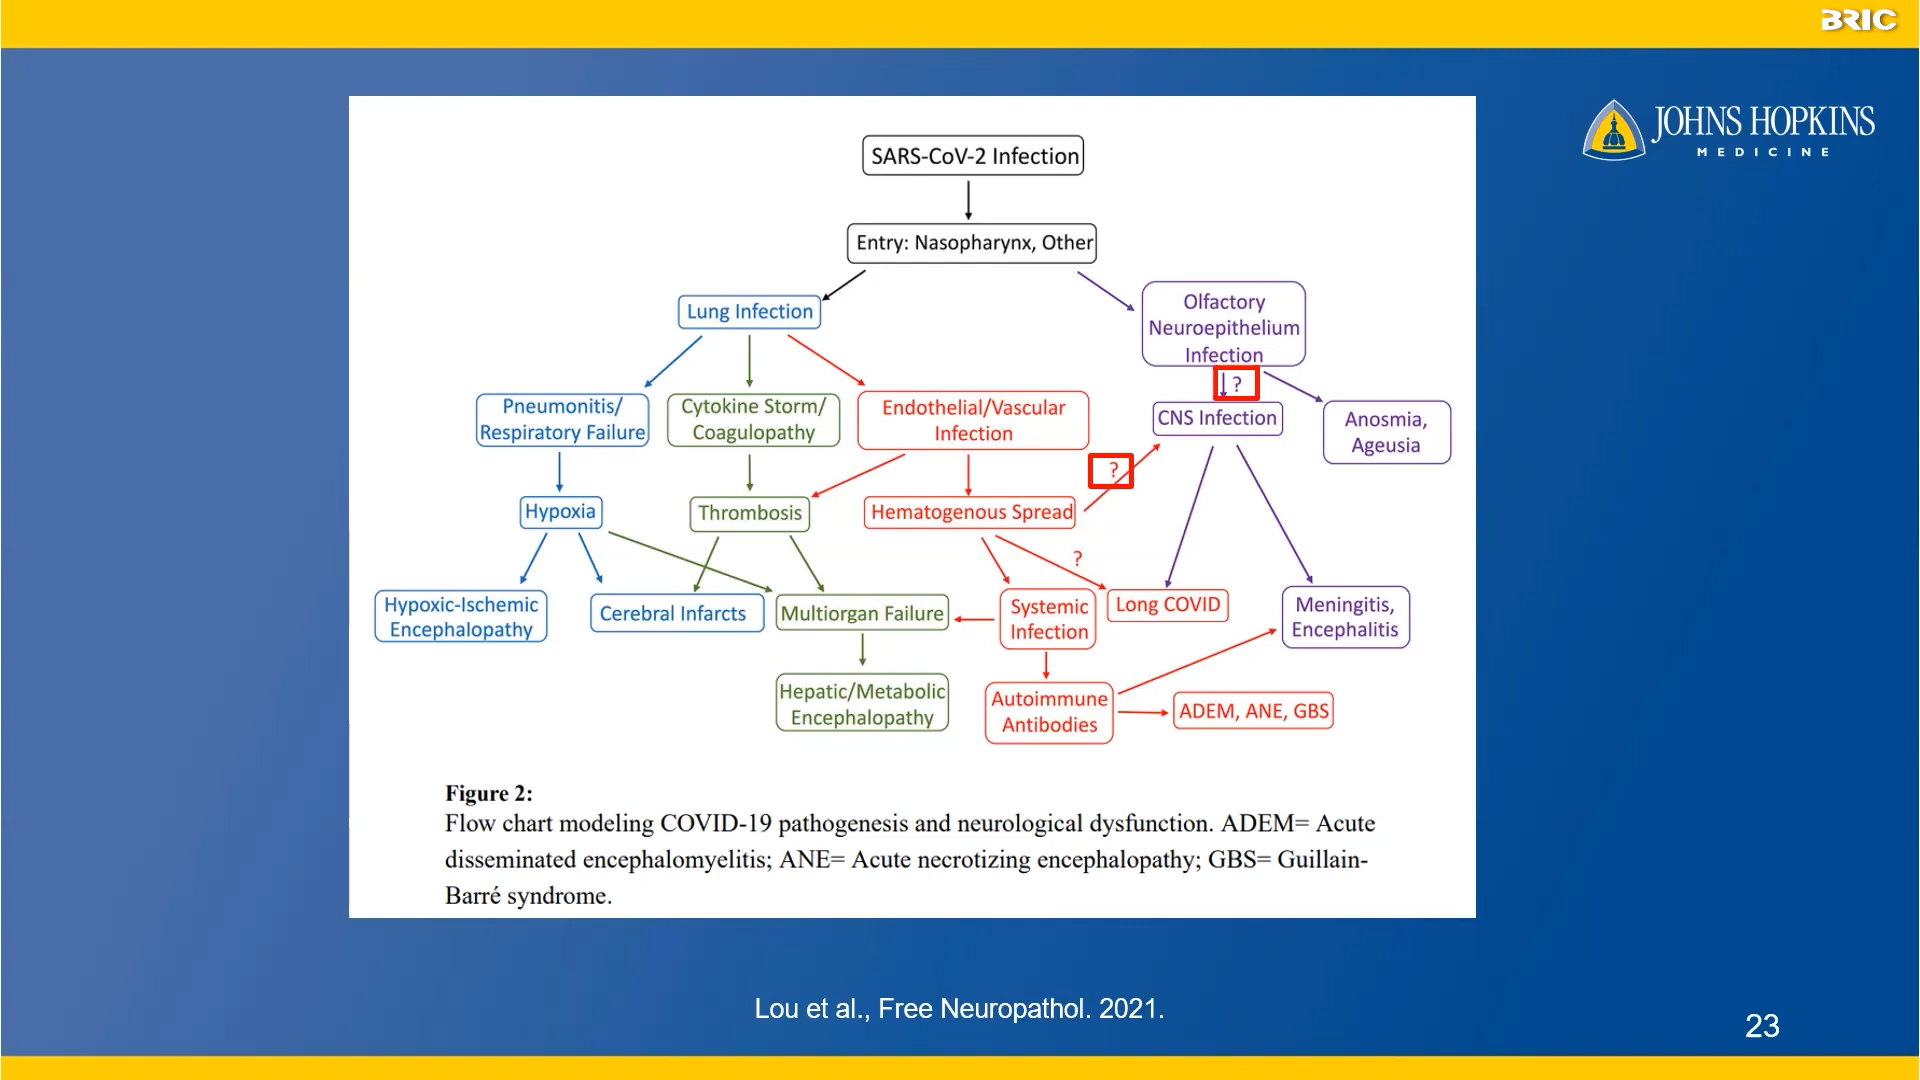 BRIC
JOHNS HOPKINS
MEDICINE
SARS-CoV-2 Infection
Entry: Nasopharynx, Other
Lung Infection
Olfactory
Neuroepithelium
Infection
?
Pneumonitis/
Respiratory Failure
Cytokine Storm/
Coagulopathy
Endothelial/Vascular
Infection
CNS Infection
Anosmia,
Ageusia
?
Hypoxia
Thrombosis
Hematogenous Spread
?
Hypoxic-Ischemic
Encephalopathy
Cerebral Infarcts
Multiorgan Failure
Systemic
Infection
Long COVID
Meningitis,
Encephalitis
Hepatic/Metabolic
Encephalopathy
Autoimmune
Antibodies
ADEM, ANE, GBS
Figure 2:
Flow chart modeling COVID-19 pathogenesis and neurological dysfunction. ADEM= Acute
disseminated encephalomyelitis; ANE= Acute necrotizing encephalopathy; GBS= Guillain-
Barré syndrome.
Lou et al., Free Neuropathol. 2021.
23